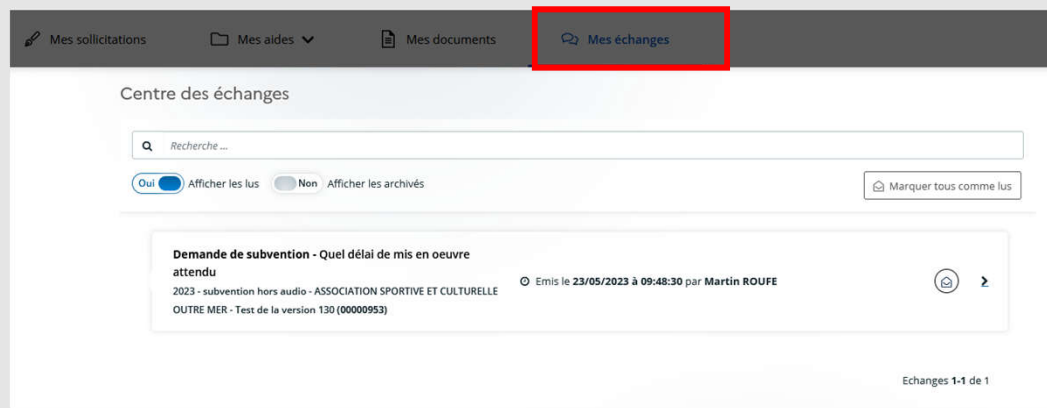 Mes sollicitations Mes aides Mes documents Mes échanges
Centre des échanges
Recherche ...
Oui Afficher les lus Non Afficher les archivés Marquer tous comme lus
Demande de subvention - Quel délai de mis en oeuvre
attendu
2023 - subvention hors audio - ASSOCIATION SPORTIVE ET CULTURELLE
OUTRE MER - Test de la version 130 (00000953)
Emis le 23/05/2023 à 09:48:30 par Martin ROUFE
Echanges 1-1 de 1